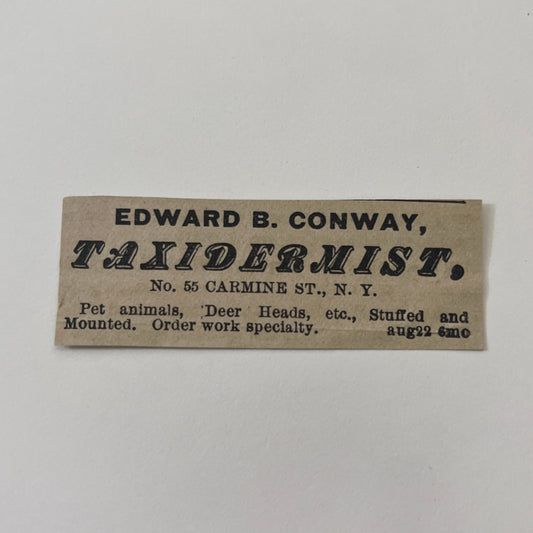 EDWARD B. CONWAY,
TAXIDERMIST,
No. 55 CARMINE ST., N. Y.
Pet animals, Deer Heads, etc., Stuffed and
Mounted. Order work specialty. aug22 6mo